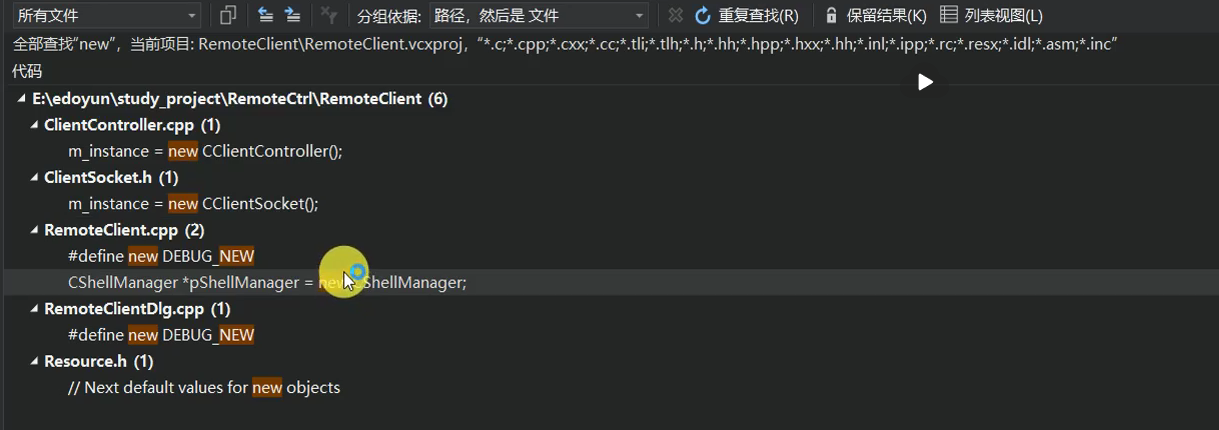 所有文件 分组依据: 路径，然后是 文件 重复查找(R) 保留结果(K) 列表视图(L)
全部查找"new"，当前项目: RemoteClient\RemoteClient.vcxproj，"*.c;*.cpp;*.cxx;*.cc;*.tli;*.tlh;*.h;*.hh;*.hpp;*.hxx;*.hh;*.inl;*.ipp;*.rc;*.resx;*.idl;*.asm;*.inc"
代码
E:\edoyun\study_project\RemoteCtrl\RemoteClient (6)
ClientController.cpp (1)
m_instance = new CClientController();
ClientSocket.h (1)
m_instance = new CClientSocket();
RemoteClient.cpp (2)
#define new DEBUG_NEW
CShellManager *pShellManager = new CShellManager;
RemoteClientDlg.cpp (1)
#define new DEBUG_NEW
Resource.h (1)
// Next default values for new objects